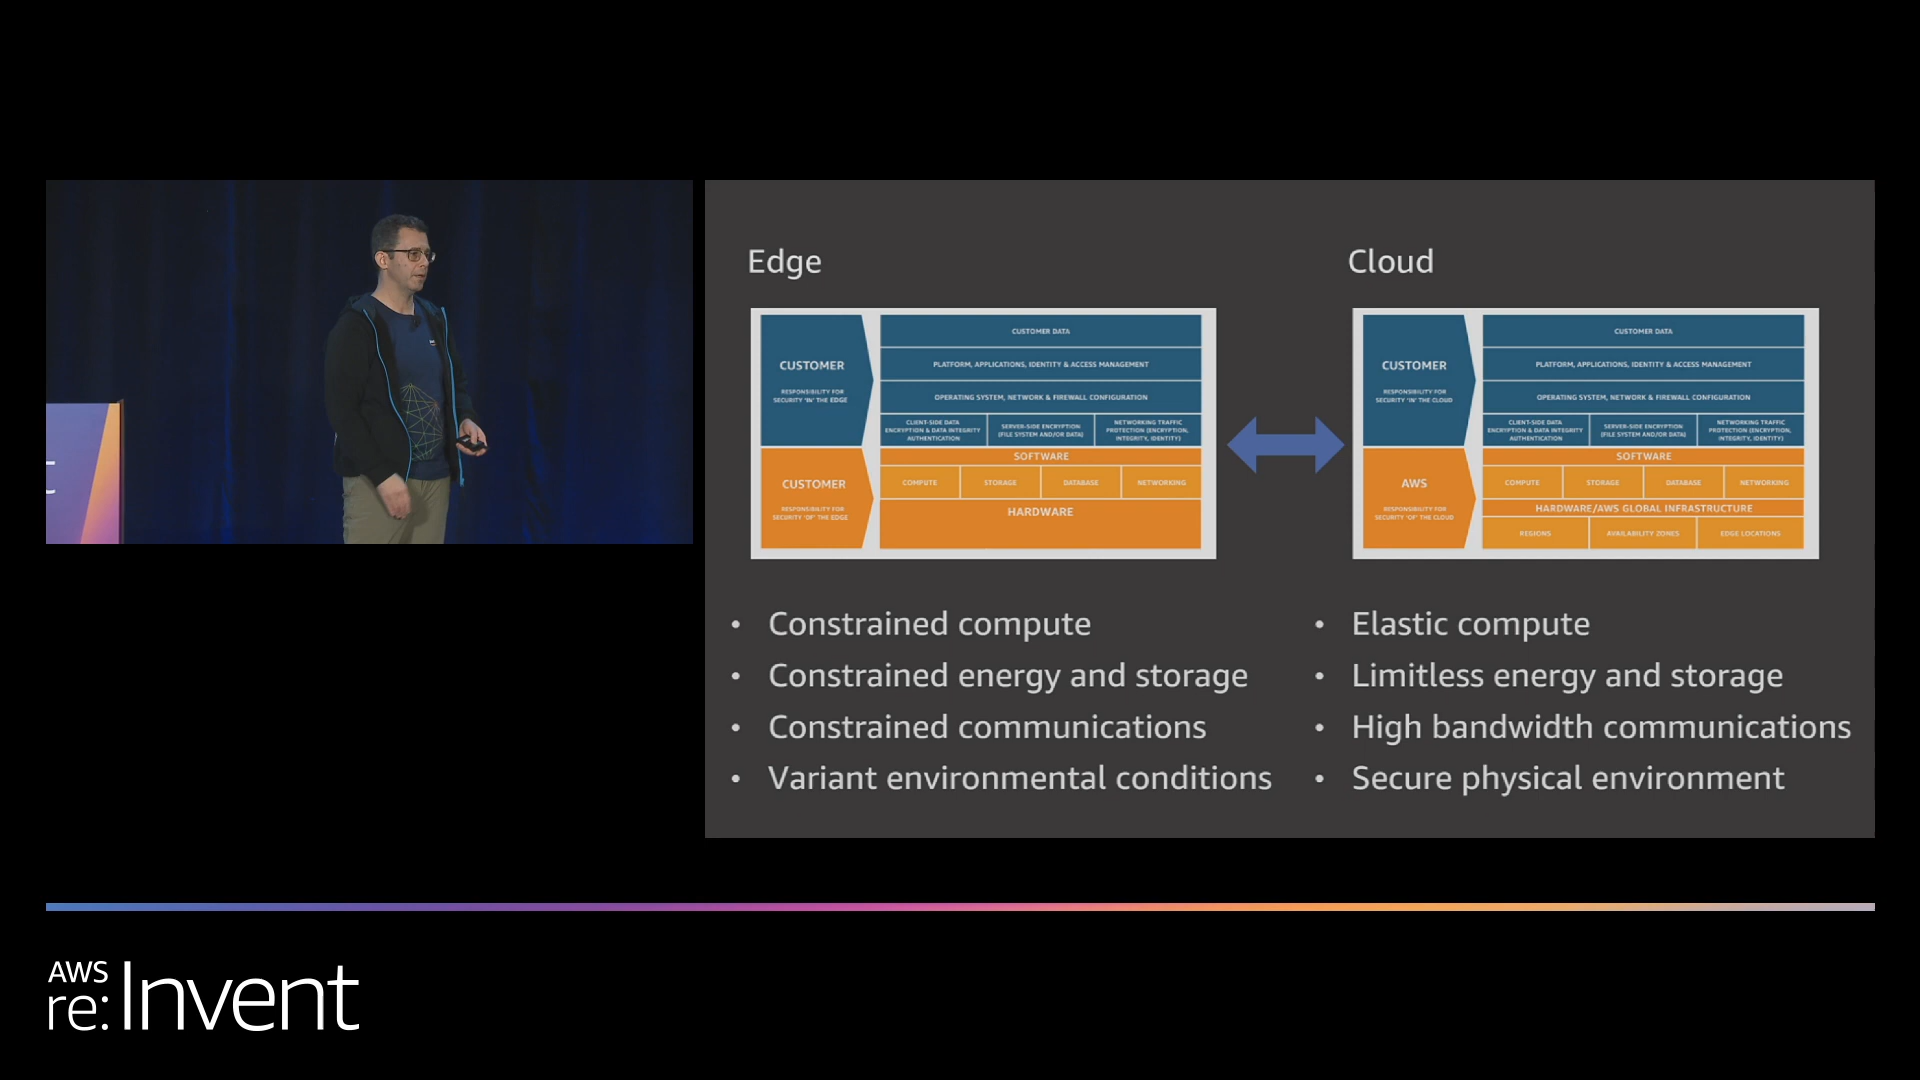 Edge
CUSTOMER
RESPONSIBILITY FOR
SECURITY 'IN' THE EDGE
CUSTOMER DATA
PLATFORM, APPLICATIONS, IDENTITY & ACCESS MANAGEMENT
OPERATING SYSTEM, NETWORK & FIREWALL CONFIGURATION
CLIENT-SIDE DATA
ENCRYPTION & DATA INTEGRITY
AUTHENTICATION
SERVER-SIDE ENCRYPTION
(FILE SYSTEM AND/OR DATA)
NETWORKING TRAFFIC
PROTECTION (ENCRYPTION,
INTEGRITY, IDENTITY)
CUSTOMER
RESPONSIBILITY FOR
SECURITY 'OF' THE EDGE
SOFTWARE
COMPUTE
STORAGE
DATABASE
NETWORKING
HARDWARE
• Constrained compute
• Constrained energy and storage
• Constrained communications
• Variant environmental conditions
Cloud
CUSTOMER
RESPONSIBILITY FOR
SECURITY 'IN' THE CLOUD
CUSTOMER DATA
PLATFORM, APPLICATIONS, IDENTITY & ACCESS MANAGEMENT
OPERATING SYSTEM, NETWORK & FIREWALL CONFIGURATION
CLIENT-SIDE DATA
ENCRYPTION & DATA INTEGRITY
AUTHENTICATION
SERVER-SIDE ENCRYPTION
(FILE SYSTEM AND/OR DATA)
NETWORKING TRAFFIC
PROTECTION (ENCRYPTION,
INTEGRITY, IDENTITY)
AWS
RESPONSIBILITY FOR
SECURITY 'OF' THE CLOUD
SOFTWARE
COMPUTE
STORAGE
DATABASE
NETWORKING
HARDWARE/AWS GLOBAL INFRASTRUCTURE
REGIONS
AVAILABILITY ZONES
EDGE LOCATIONS
• Elastic compute
• Limitless energy and storage
• High bandwidth communications
• Secure physical environment
AWS
re:Invent